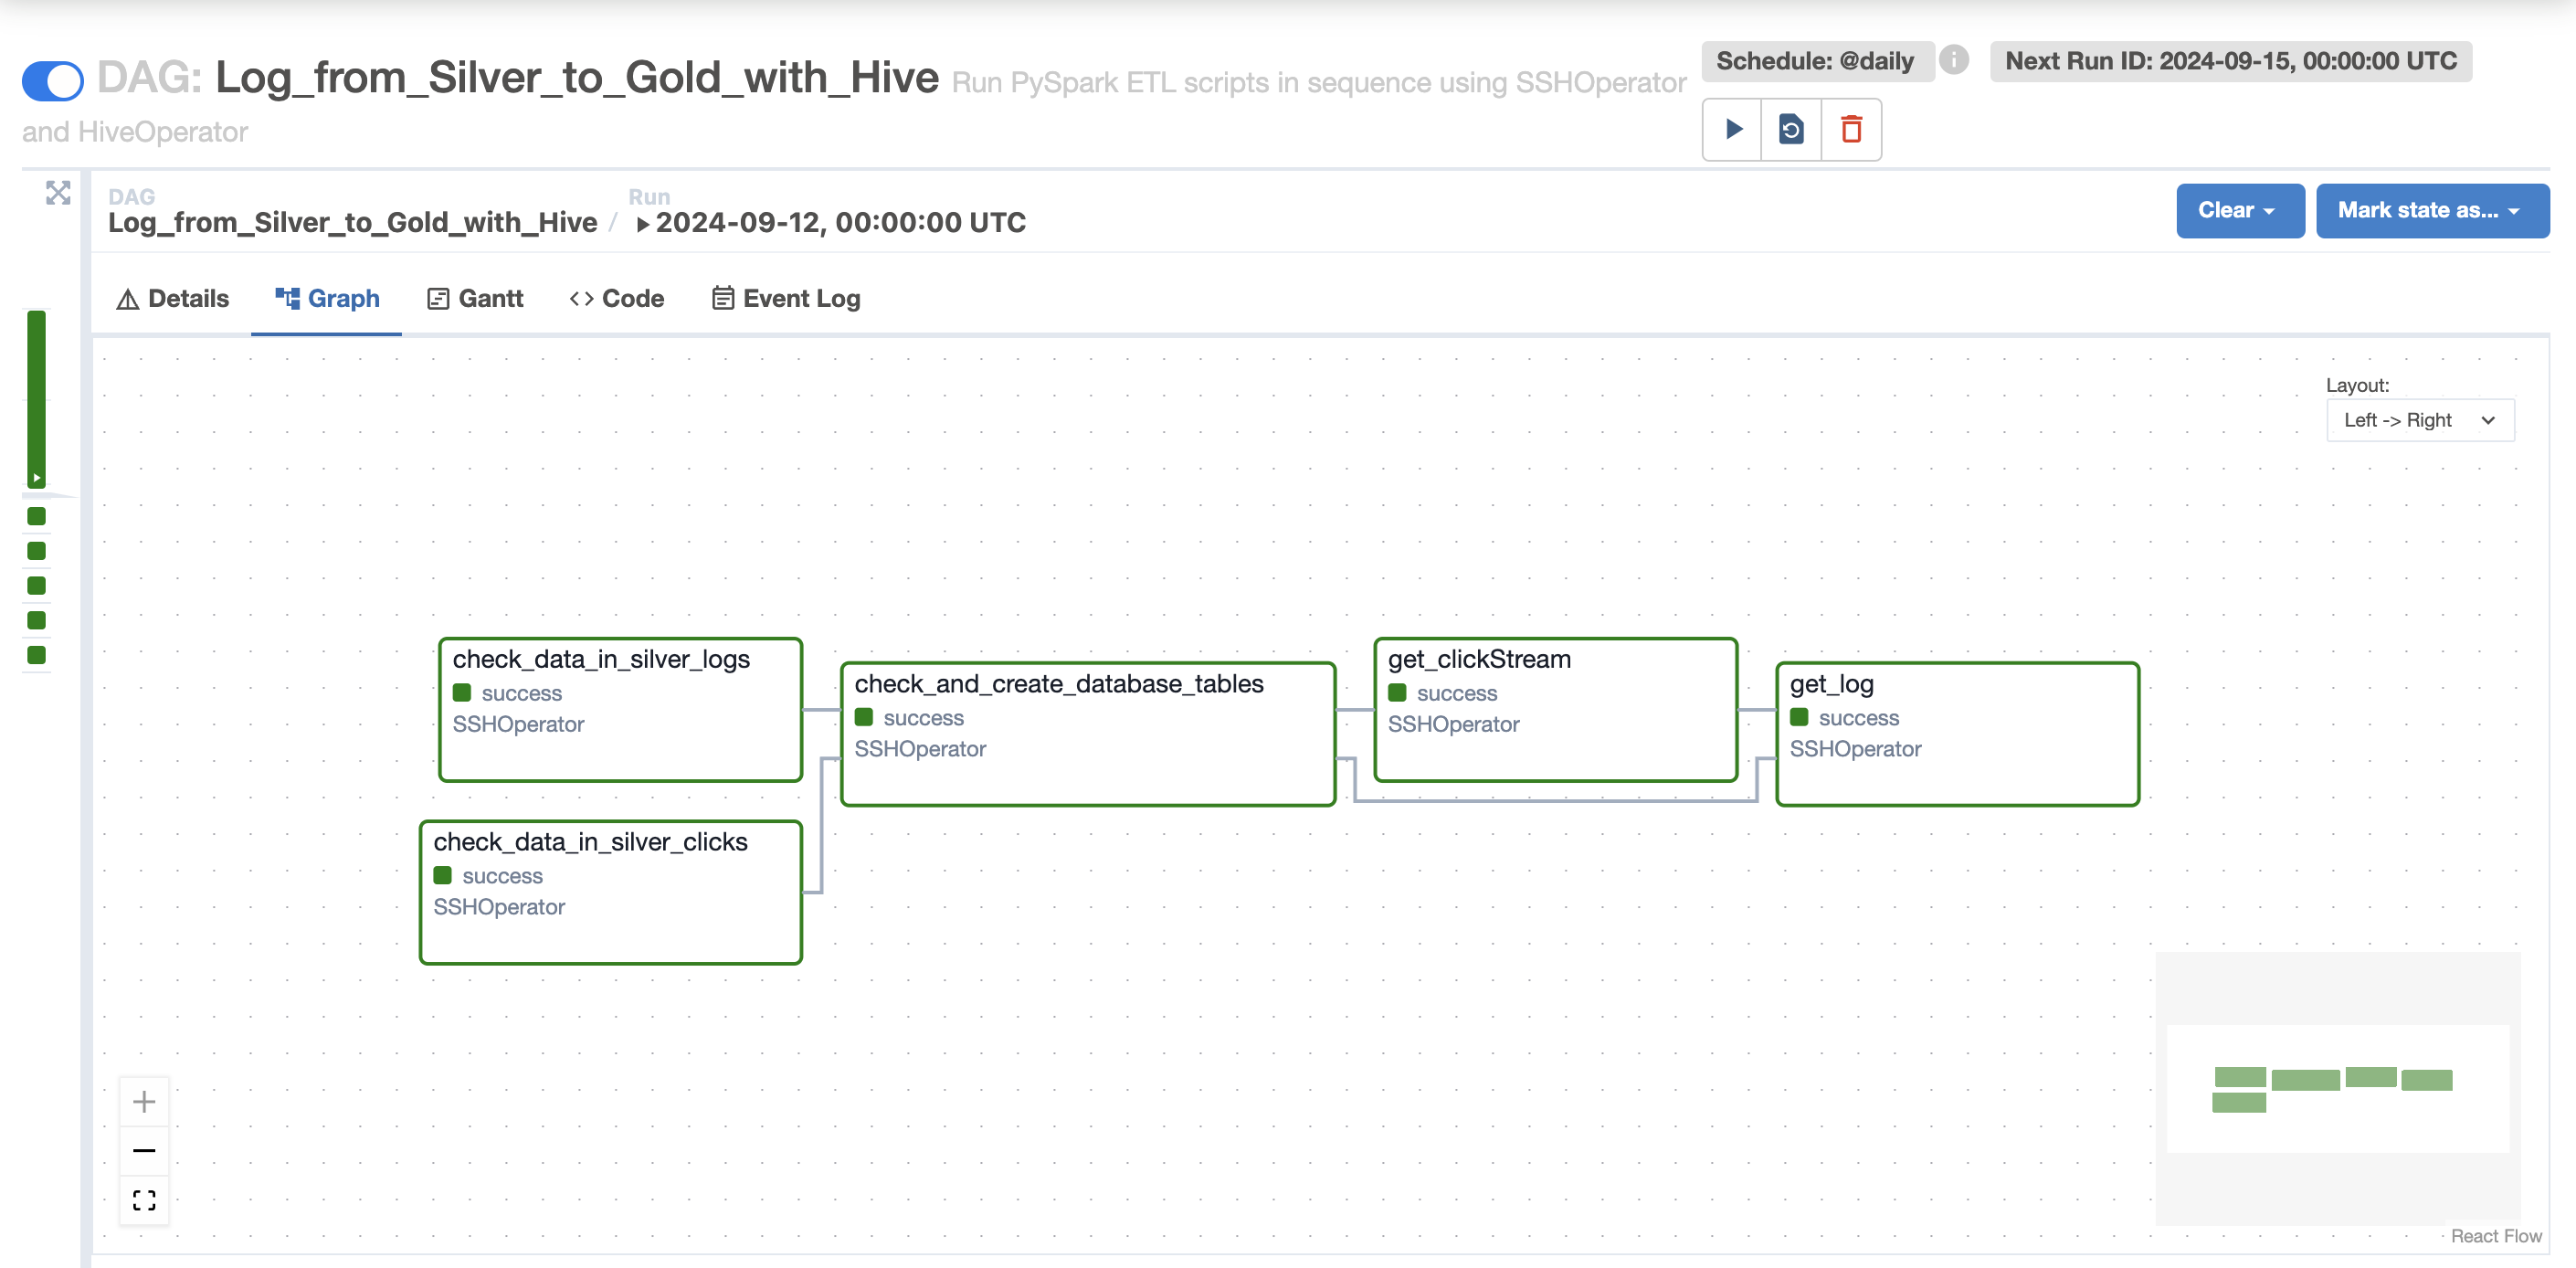 DAG: Log_from_Silver_to_Gold_with_Hive Run PySpark ETL scripts in sequence using SSHOperator
and HiveOperator
Schedule: @daily
Next Run ID: 2024-09-15, 00:00:00 UTC
DAG
Log_from_Silver_to_Gold_with_Hive /
Run
2024-09-12, 00:00:00 UTC
Clear
Mark state as...
Details
Graph
Gantt
Code
Event Log
Layout:
Left -> Right
check_data_in_silver_logs
success
SSHOperator
check_data_in_silver_clicks
success
SSHOperator
check_and_create_database_tables
success
SSHOperator
get_clickStream
success
SSHOperator
get_log
success
SSHOperator
React Flow